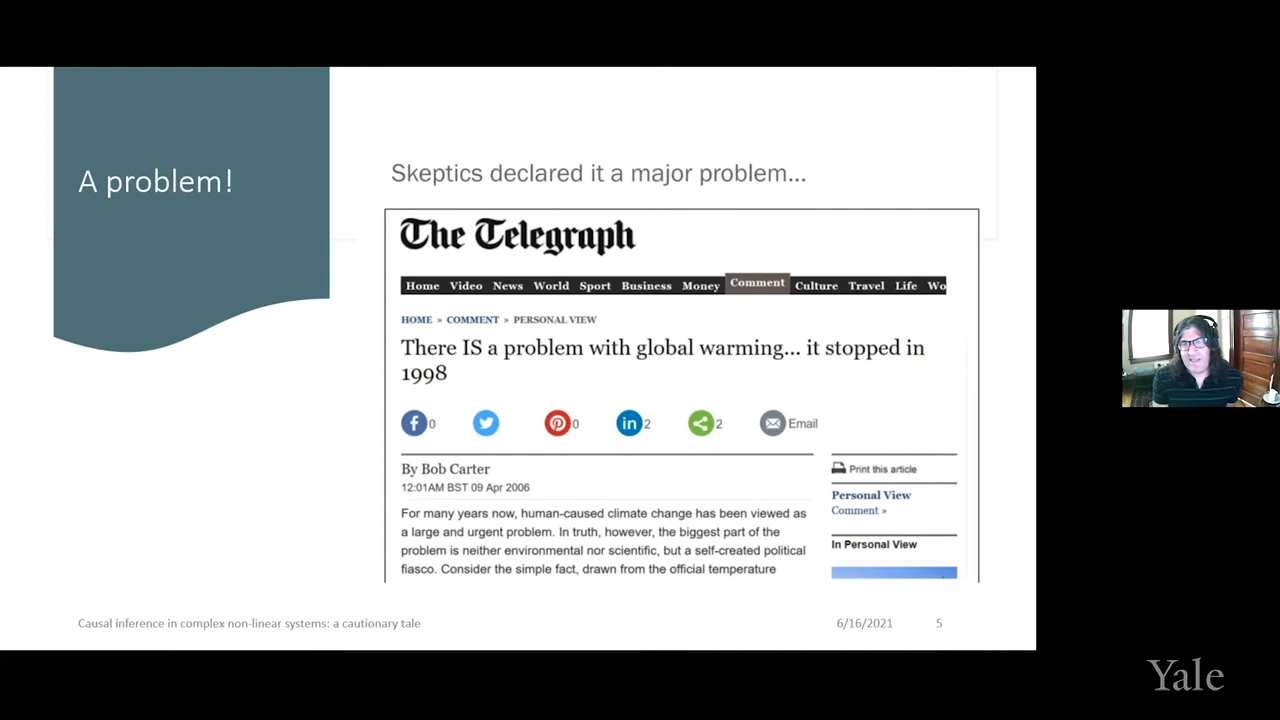 A problem!
Skeptics declared it a major problem...
The Telegraph
Home Video News World Sport Business Money Comment Culture Travel Life Wo
HOME » COMMENT » PERSONAL VIEW
There IS a problem with global warming... it stopped in
1998
f 0 P 0 in 2 2 Email
By Bob Carter
12:01AM BST 09 Apr 2006
For many years now, human-caused climate change has been viewed as
a large and urgent problem. In truth, however, the biggest part of the
problem is neither environmental nor scientific, but a self-created political
fiasco. Consider the simple fact, drawn from the official temperature
Print this article
Personal View
Comment »
In Personal View
Causal inference in complex non-linear systems: a cautionary tale
6/16/2021
5
Yale